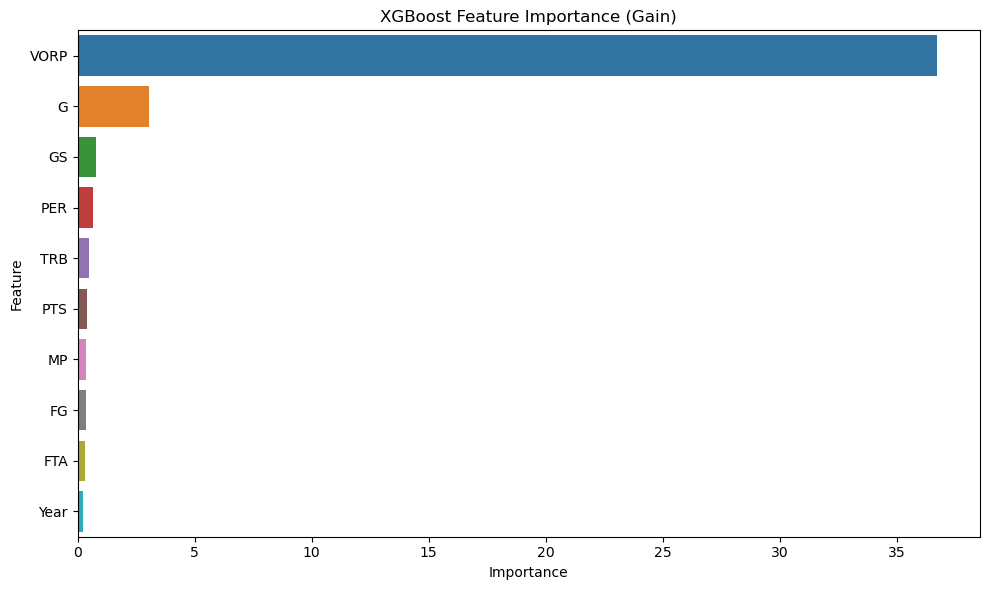 XGBoost Feature Importance (Gain)
VORP
G
GS
PER
TRB
PTS
MP
FG
FTA
Year
Feature
0 5 10 15 20 25 30 35
Importance